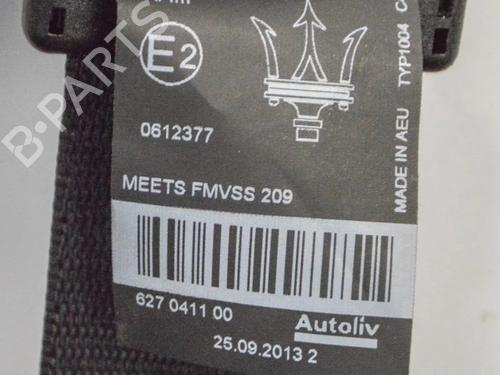 E2
0612377
MEETS FMVSS 209
627 0411 00
Autoliv
25.09.2013 2
MADE IN AEU TYP1004
B-PARTS